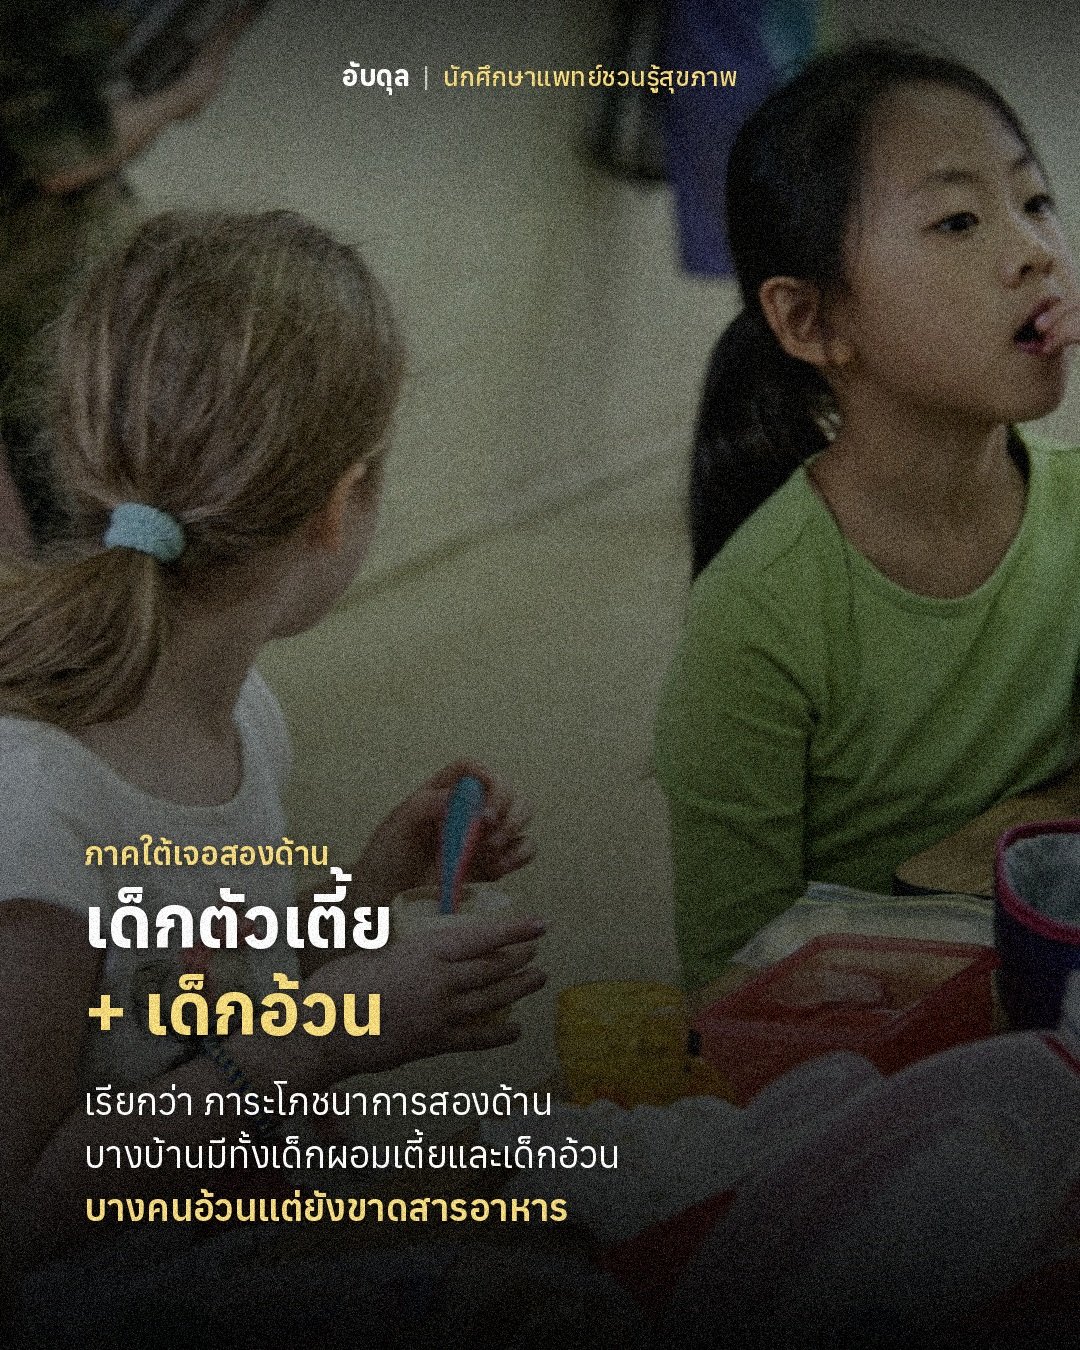 อับดุล | นักศึกษาแพทย์ชวนรู้สุขภาพ
ภาคใต้เจอสองด้าน
เด็กตัวเตี้ย
+ เด็กอ้วน
เรียกว่า ภาระโภชนาการสองด้าน
บางบ้านมีทั้งเด็กผอมเตี้ยและเด็กอ้วน
บางคนอ้วนแต่ยังขาดสารอาหาร